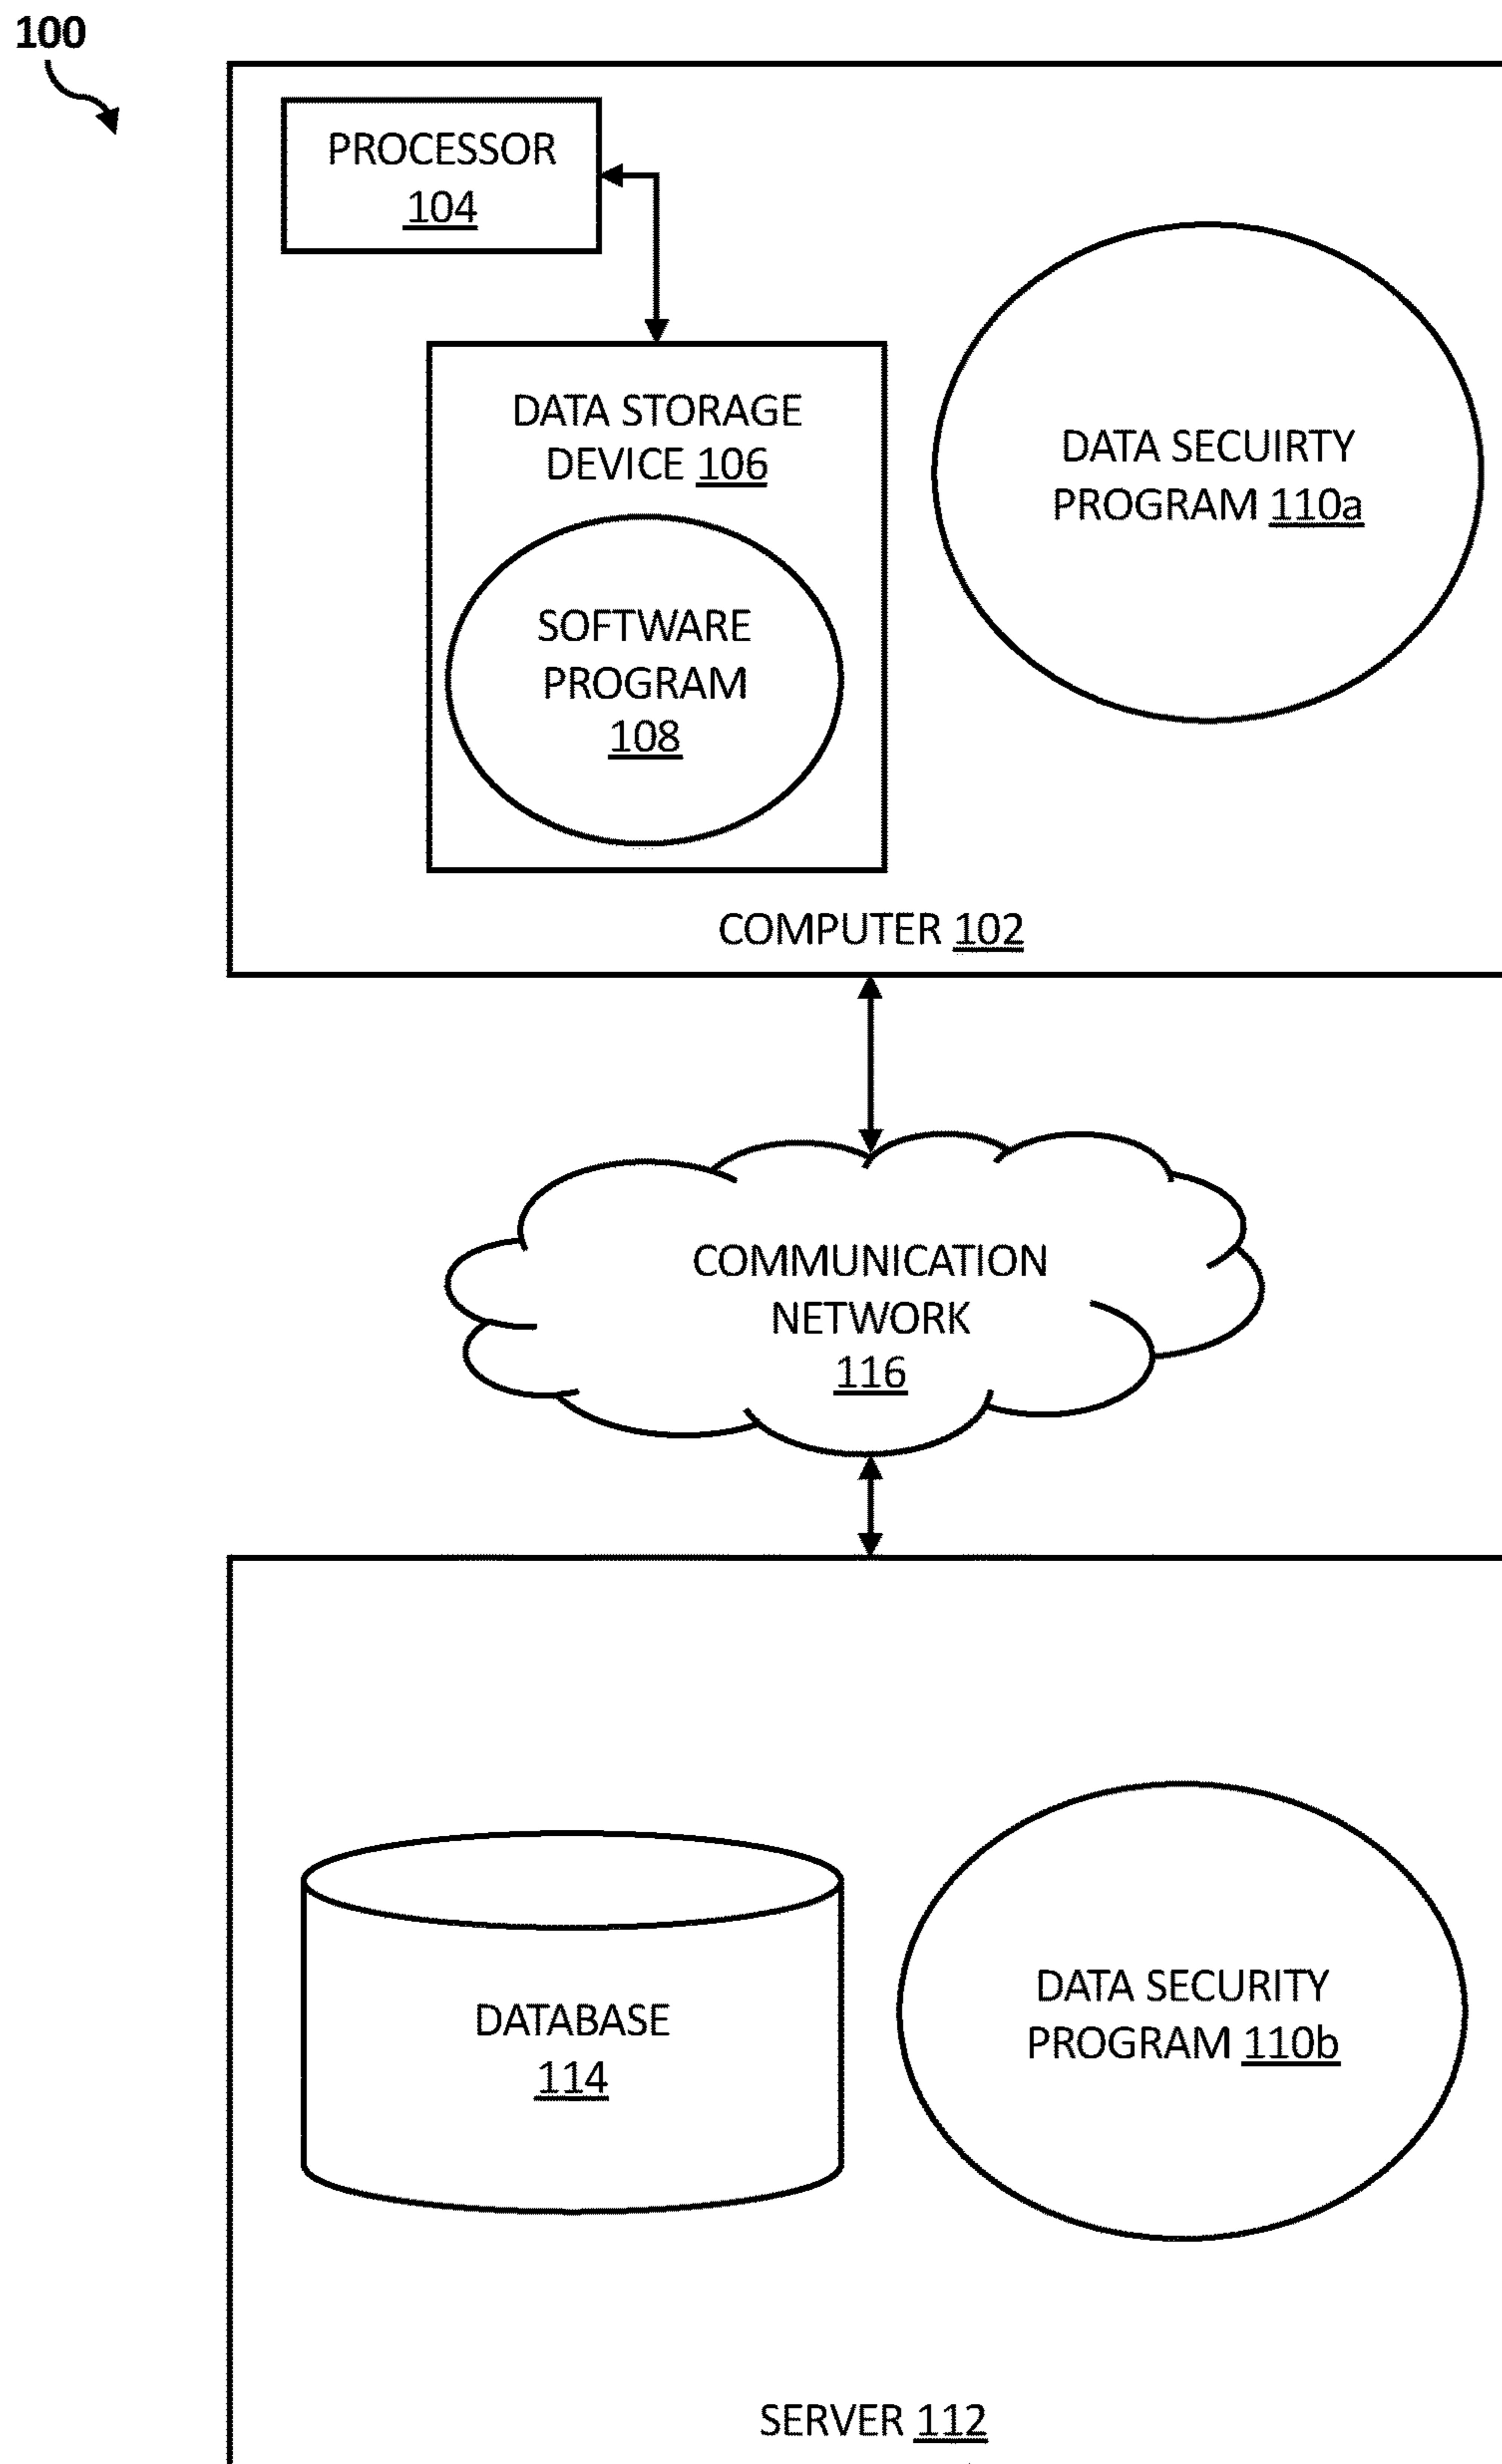 100
PROCESSOR
104
DATA STORAGE
DEVICE 106
SOFTWARE
PROGRAM
108
DATA SECUIRTY
PROGRAM 110a
COMPUTER 102
COMMUNICATION
NETWORK
116
DATABASE
114
DATA SECURITY
PROGRAM 110b
SERVER 112